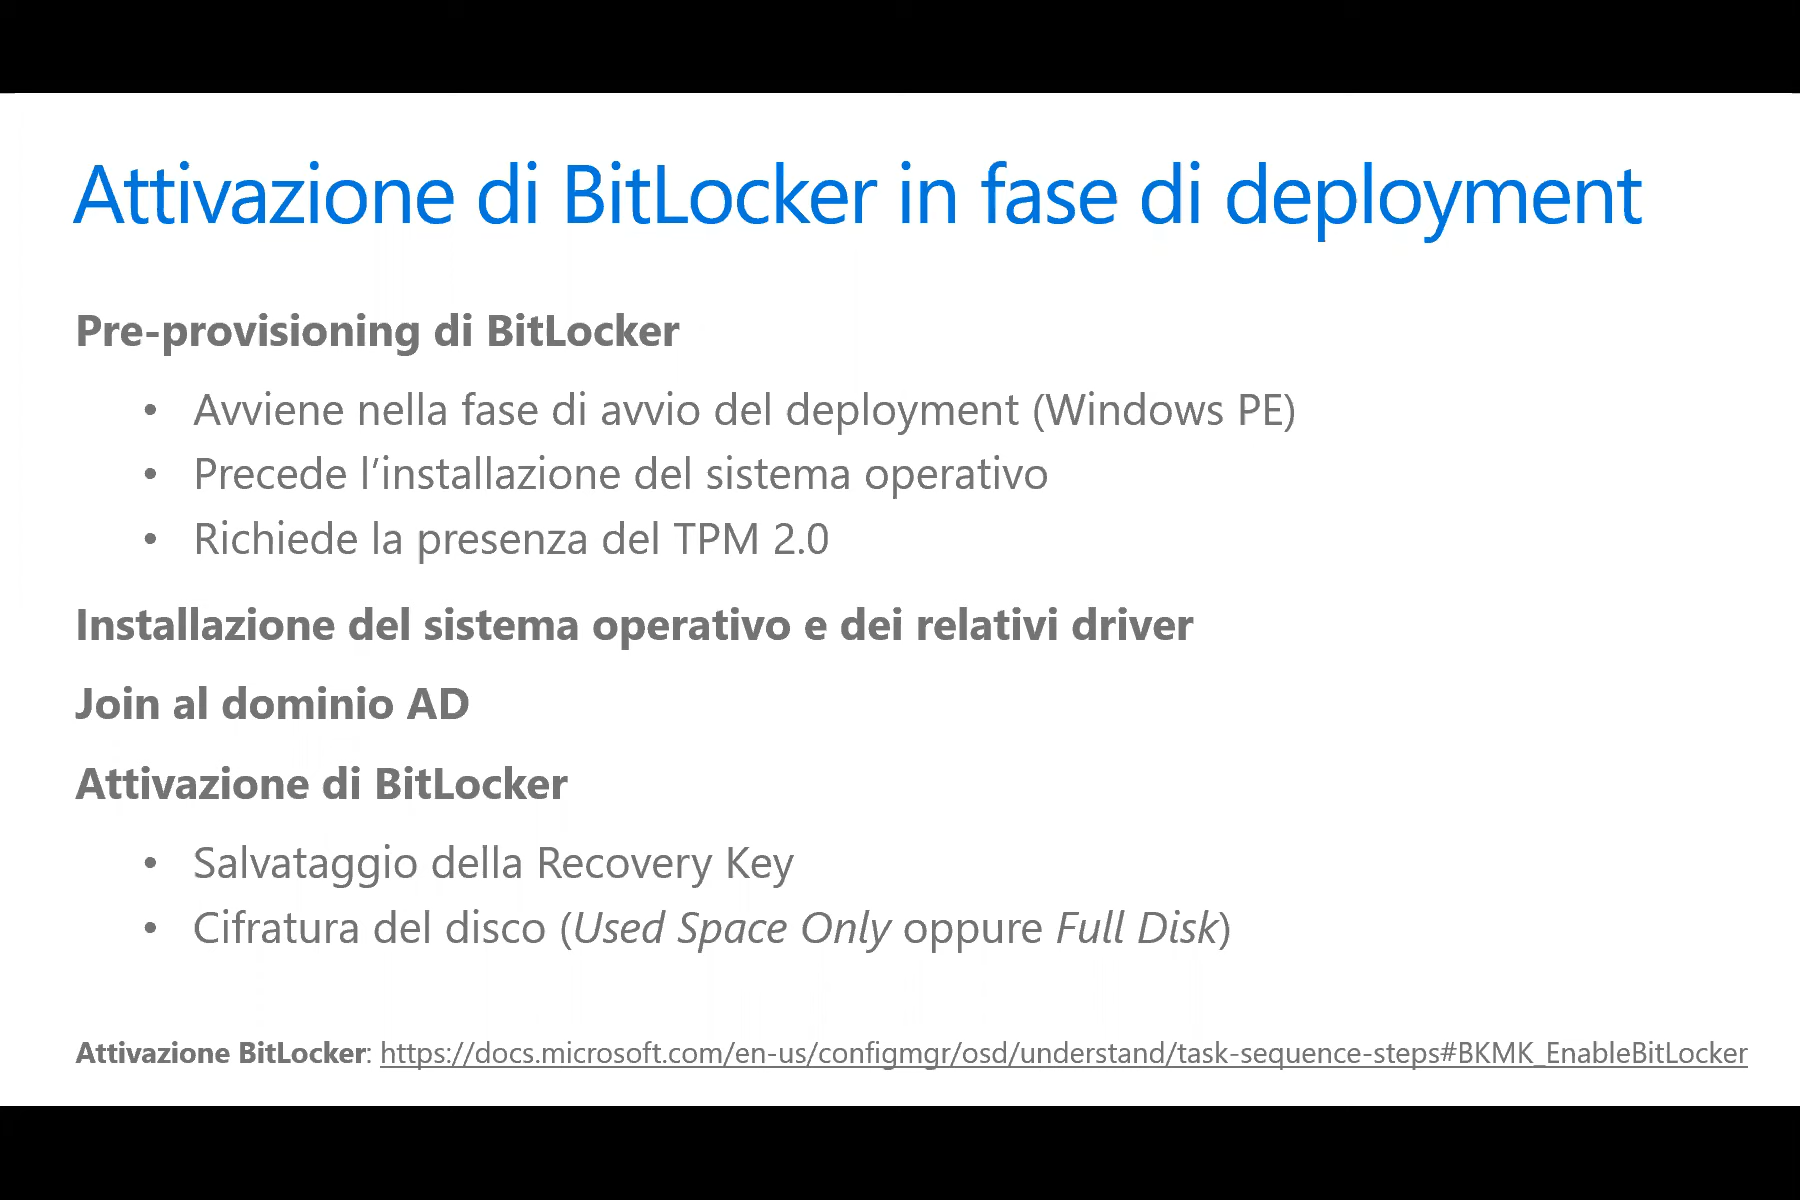 Attivazione di BitLocker in fase di deployment
Pre-provisioning di BitLocker
• Avviene nella fase di avvio del deployment (Windows PE)
• Precede l’installazione del sistema operativo
• Richiede la presenza del TPM 2.0
Installazione del sistema operativo e dei relativi driver
Join al dominio AD
Attivazione di BitLocker
• Salvataggio della Recovery Key
• Cifratura del disco (Used Space Only oppure Full Disk)
Attivazione BitLocker: https://docs.microsoft.com/en-us/configmgr/osd/understand/task-sequence-steps#BKMK_EnableBitLocker